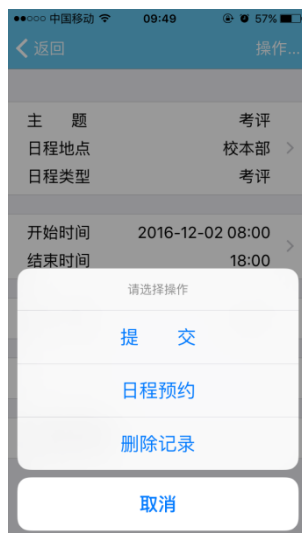 中国移动 09:49 57%
返回 操作...
主 题 考评
日程地点 校本部
日程类型 考评
开始时间 2016-12-02 08:00
结束时间 18:00
请选择操作
提 交
日程预约
删除记录
取消